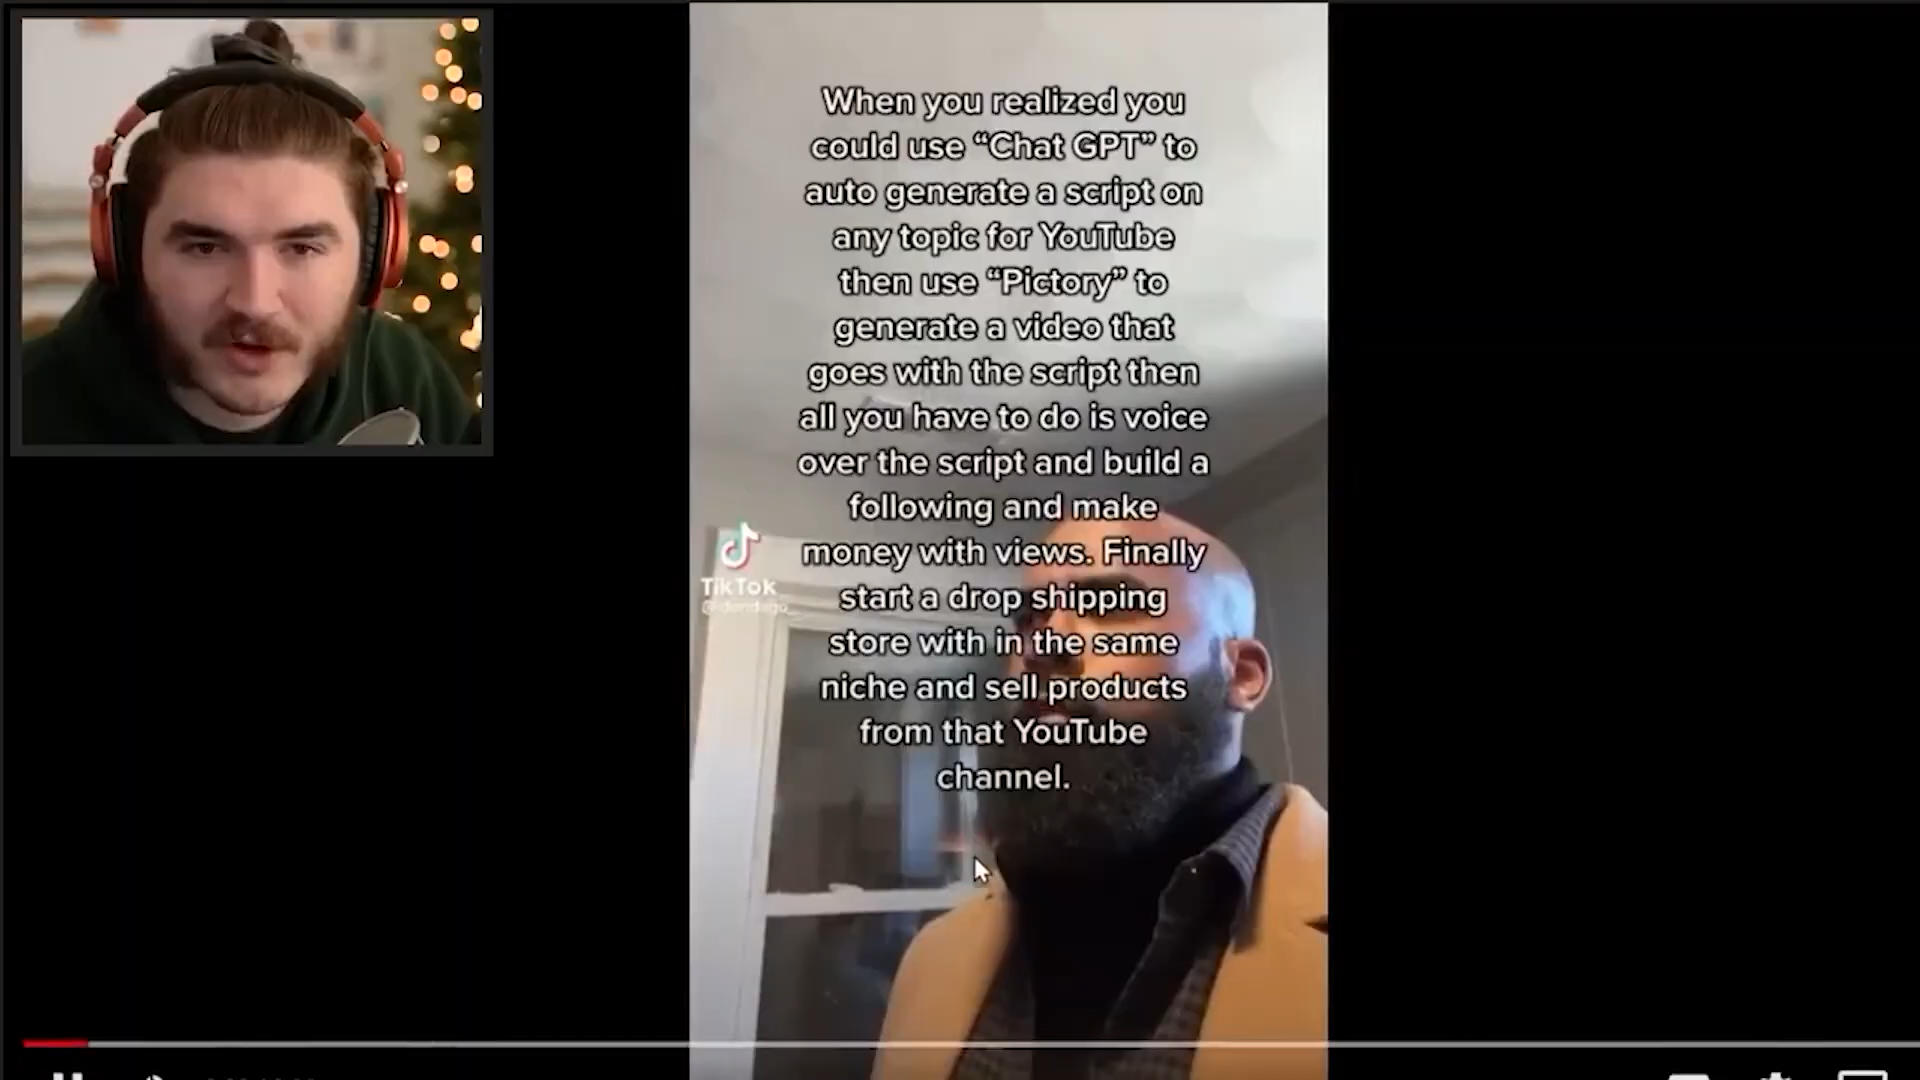 When you realized you
could use “Chat GPT” to
auto generate a script on
any topic for YouTube
then use “Pictory” to
generate a video that
goes with the script then
all you have to do is voice
over the script and build a
following and make
money with views. Finally
start a drop shipping
store with in the same
niche and sell products
from that YouTube
channel.
TikTok